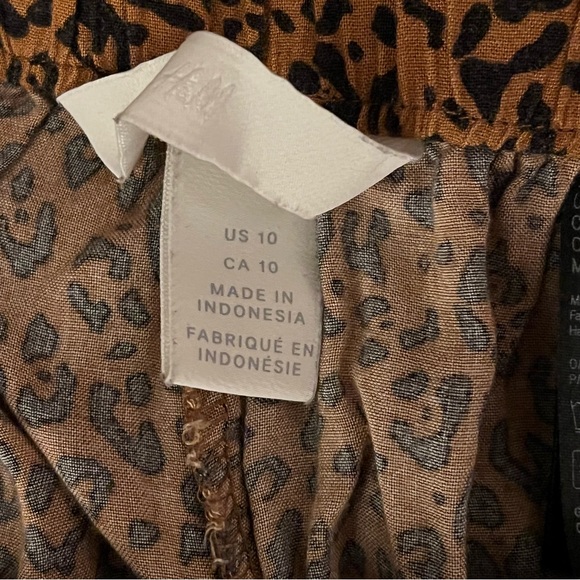 H&M
US 10
CA 10
MADE IN
INDONESIA
FABRIQUÉ EN
INDONÉSIE